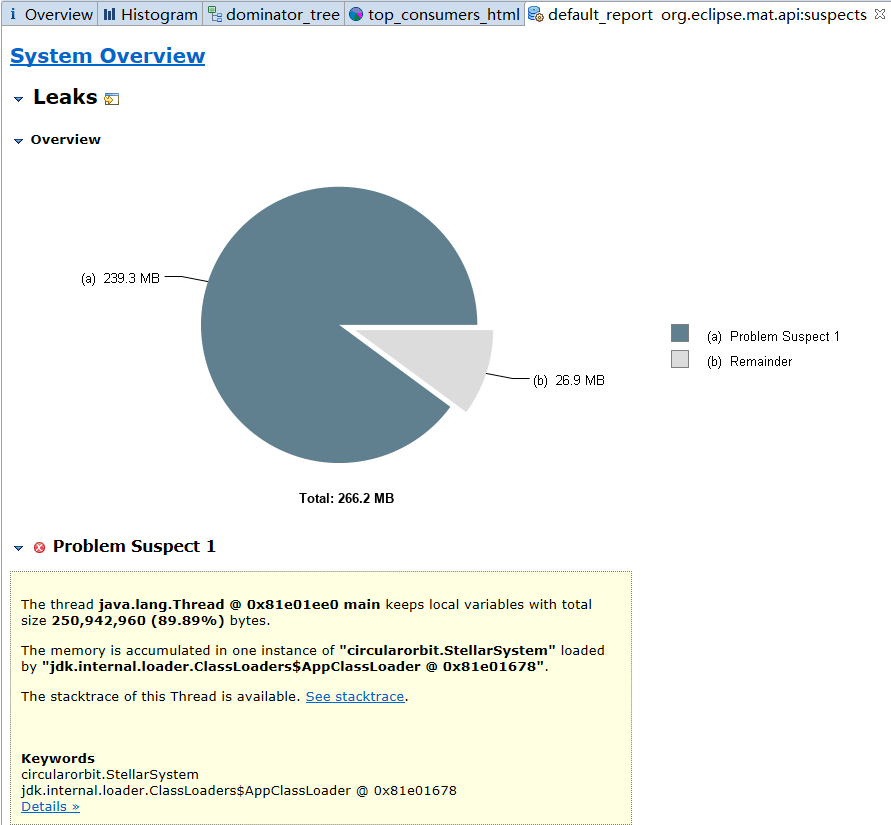 Overview Histogram dominator_tree top_consumers_html default_report org.eclipse.mat.api:suspects
System Overview
Leaks
Overview
(a) 239.3 MB
(b) 26.9 MB
(a) Problem Suspect 1
(b) Remainder
Total: 266.2 MB
Problem Suspect 1
The thread java.lang.Thread @ 0x81e01ee0 main keeps local variables with total
size 250,942,960 (89.89%) bytes.
The memory is accumulated in one instance of "circularorbit.StellarSystem" loaded
by "jdk.internal.loader.ClassLoaders$AppClassLoader @ 0x81e01678".
The stacktrace of this Thread is available. See stacktrace.
Keywords
circularorbit.StellarSystem
jdk.internal.loader.ClassLoaders$AppClassLoader @ 0x81e01678
Details »